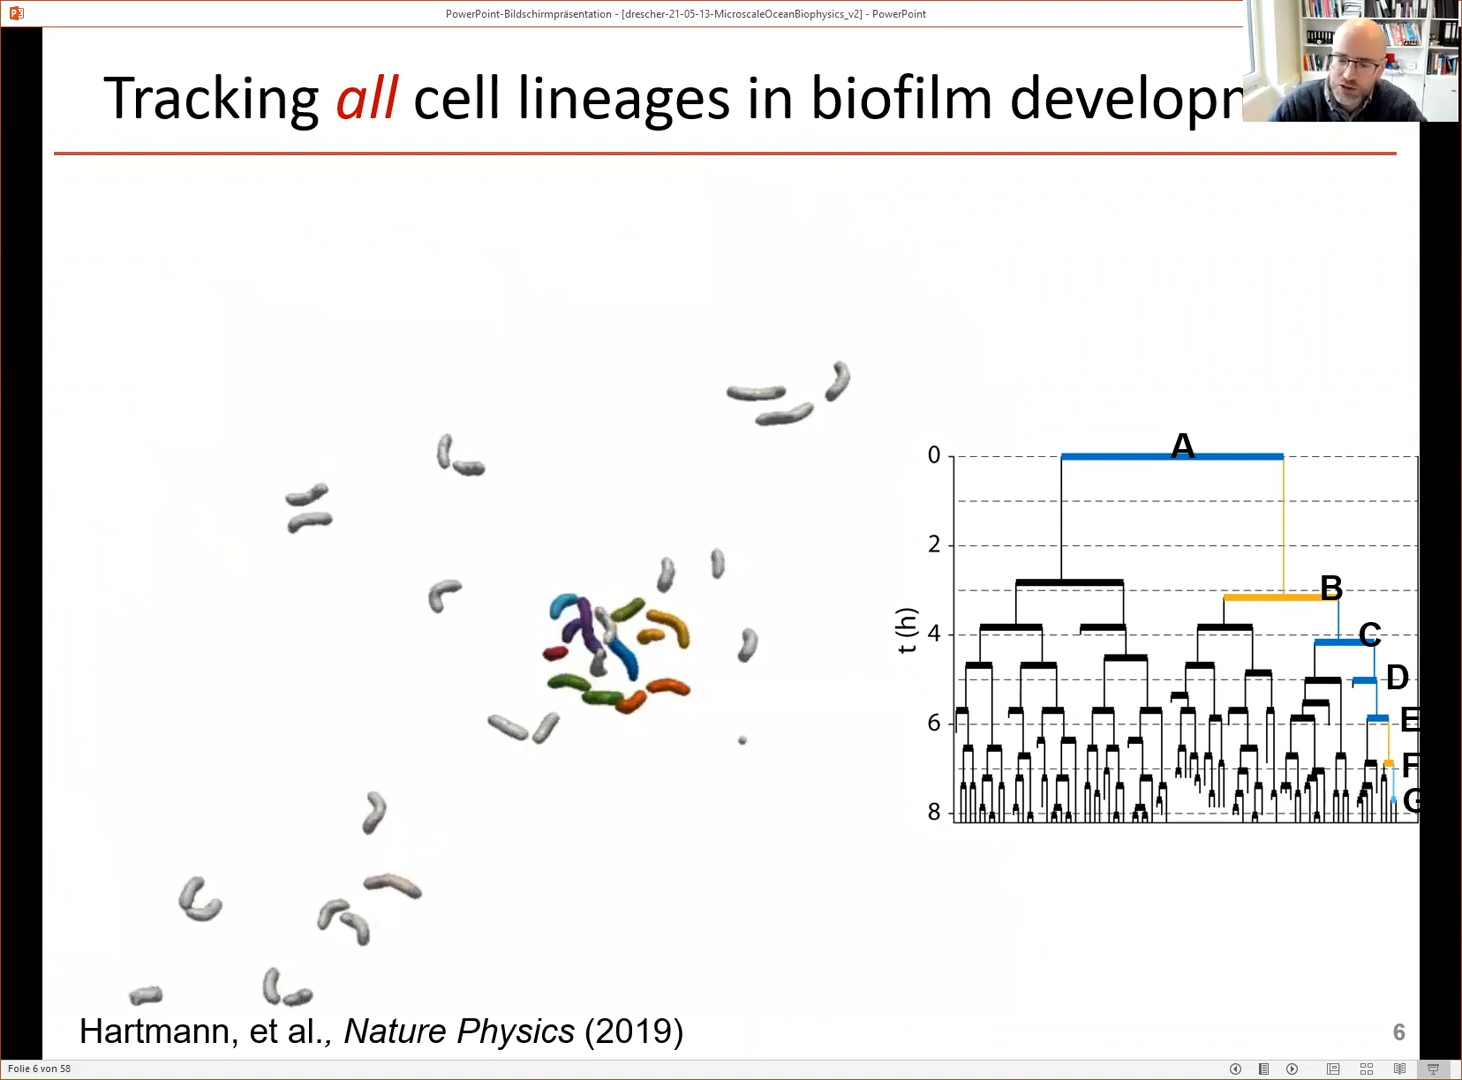 PowerPoint-Bildschirmpräsentation - [drescher-21-05-13-MicroscaleOceanBiophysics_v2] - PowerPoint
Tracking all cell lineages in biofilm developm
A
0
2
B
t (h)
4
C
D
6
E
F
8
G
Hartmann, et al., Nature Physics (2019)
6
Folie 6 von 58